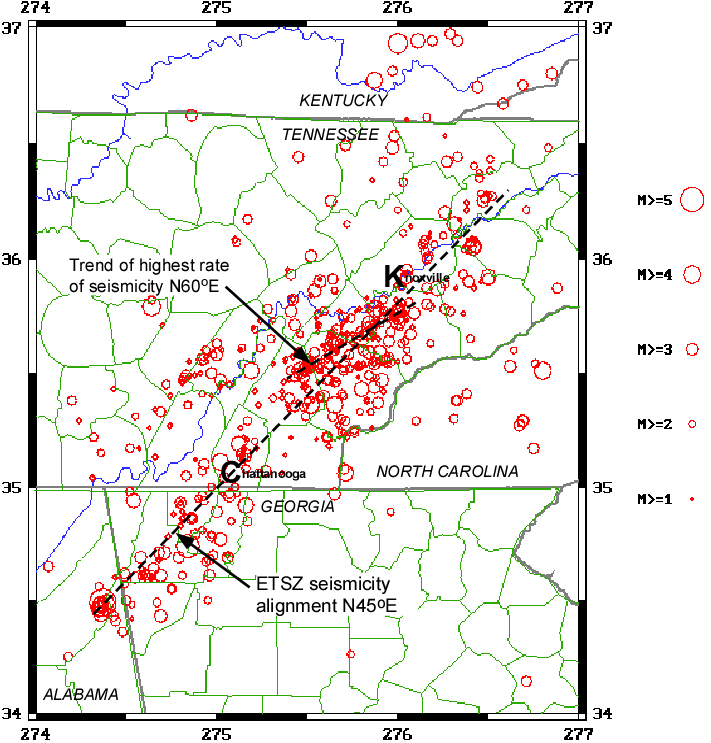 274 275 276 277
37 37
KENTUCKY
TENNESSEE
M>=5
36 36
Trend of highest rate
of seismicity N60ºE
Knoxville
M>=4
M>=3
M>=2
Chattanooga
NORTH CAROLINA
35 35
M>=1
GEORGIA
ETSZ seismicity
alignment N45ºE
ALABAMA
34 34
274 275 276 277